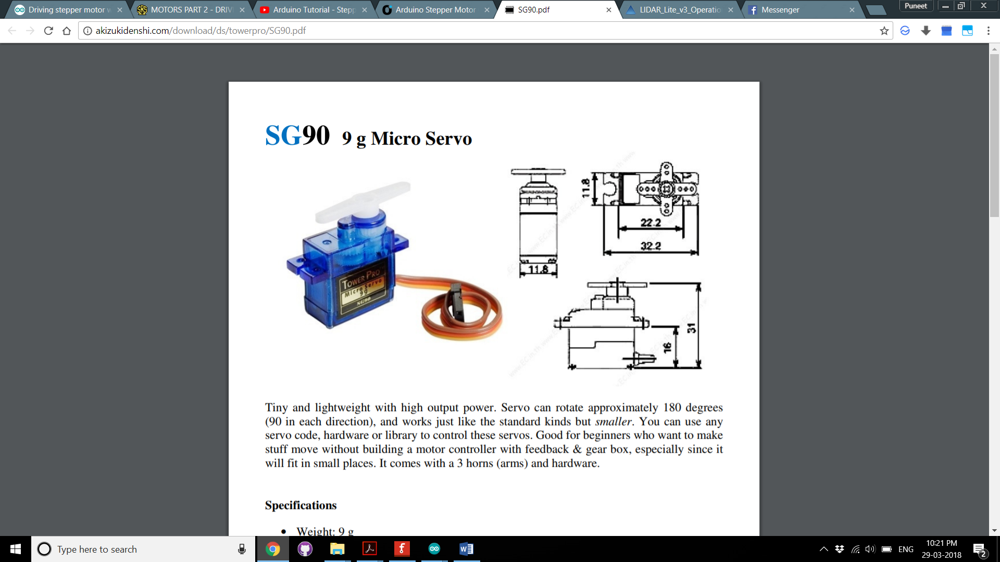 Driving stepper motor w
MOTORS PART 2 - DRIV
Arduino Tutorial - Stepp
Arduino Stepper Motor
SG90.pdf
LIDAR_Lite_v3_Operatio
Messenger
Puneet
akizukidenshi.com/download/ds/towerpro/SG90.pdf
SG90 9 g Micro Servo
11.8
22.2
32.2
11.8
TOWER PRO
Micro Servo
9g
SG90
31
16
Tiny and lightweight with high output power. Servo can rotate approximately 180 degrees
(90 in each direction), and works just like the standard kinds but smaller. You can use any
servo code, hardware or library to control these servos. Good for beginners who want to make
stuff move without building a motor controller with feedback & gear box, especially since it
will fit in small places. It comes with a 3 horns (arms) and hardware.
Specifications
• Weight: 9 g
Type here to search
ENG
10:21 PM
29-03-2018
2